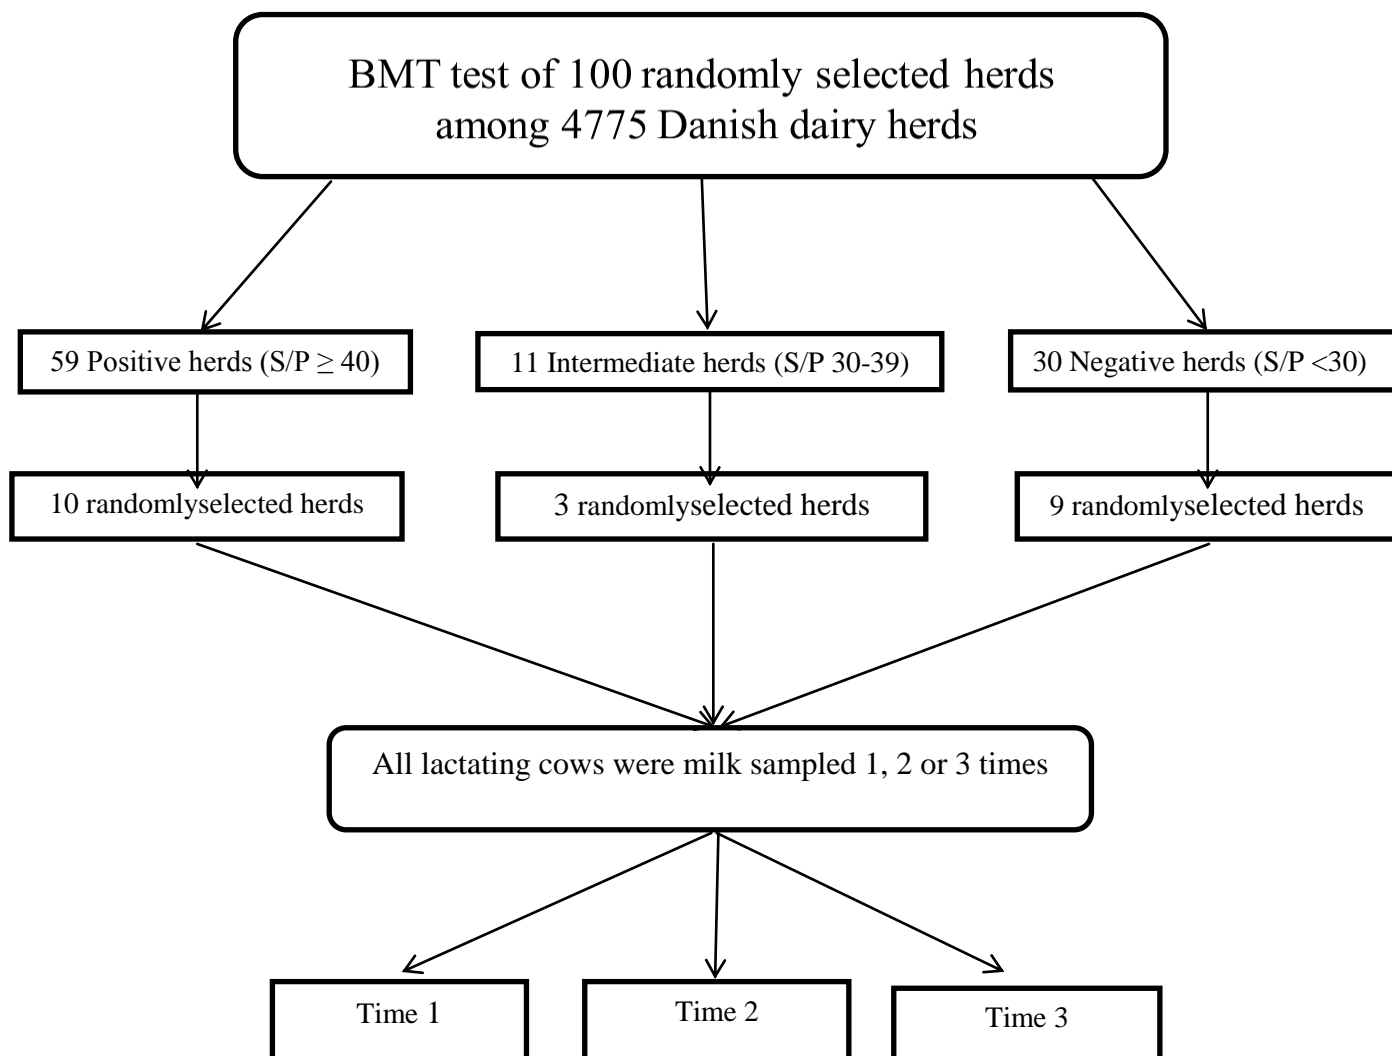 BMT test of 100 randomly selected herds
among 4775 Danish dairy herds
59 Positive herds (S/P ≥ 40)
11 Intermediate herds (S/P 30-39)
30 Negative herds (S/P <30)
10 randomlyselected herds
3 randomlyselected herds
9 randomlyselected herds
All lactating cows were milk sampled 1, 2 or 3 times
Time 1
Time 2
Time 3